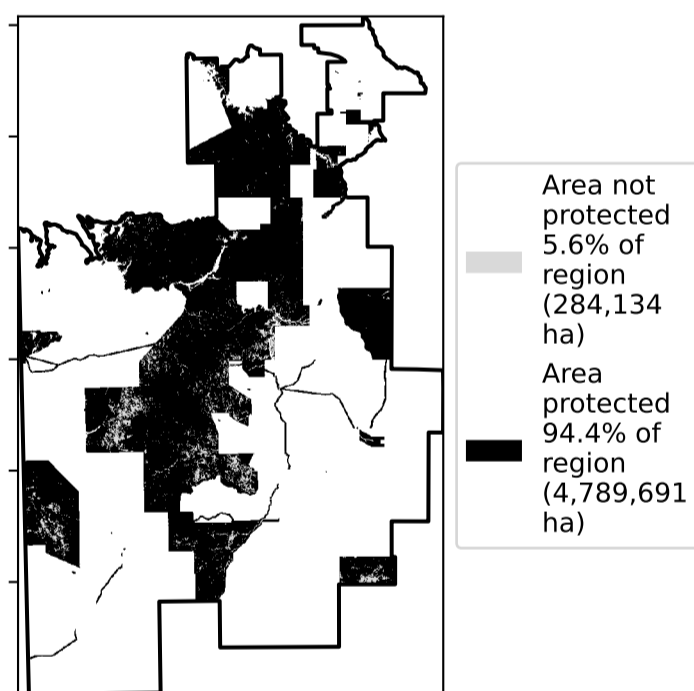 Area not
protected
5.6% of
region
(284,134
ha)
Area
protected
94.4% of
region
(4,789,691
ha)